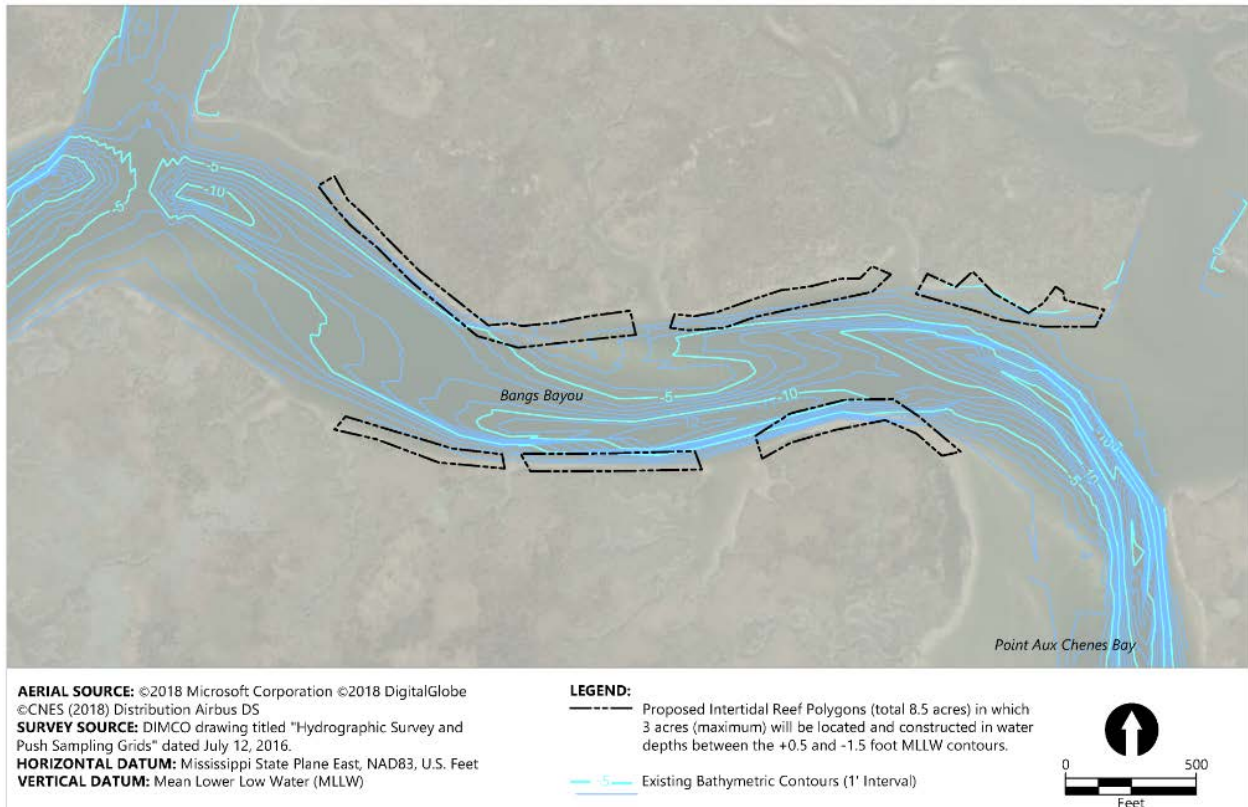 -5
-10
-5
0
Bangs Bayou
-5
-10
-10
-5
-10
-5
Point Aux Chenes Bay
AERIAL SOURCE: ©2018 Microsoft Corporation ©2018 DigitalGlobe
©CNES (2018) Distribution Airbus DS
SURVEY SOURCE: DIMCO drawing titled "Hydrographic Survey and
Push Sampling Grids" dated July 12, 2016.
HORIZONTAL DATUM: Mississippi State Plane East, NAD83, U.S. Feet
VERTICAL DATUM: Mean Lower Low Water (MLLW)
LEGEND:
Proposed Intertidal Reef Polygons (total 8.5 acres) in which
3 acres (maximum) will be located and constructed in water
depths between the +0.5 and -1.5 foot MLLW contours.
-5 Existing Bathymetric Contours (1' Interval)
0 500
Feet